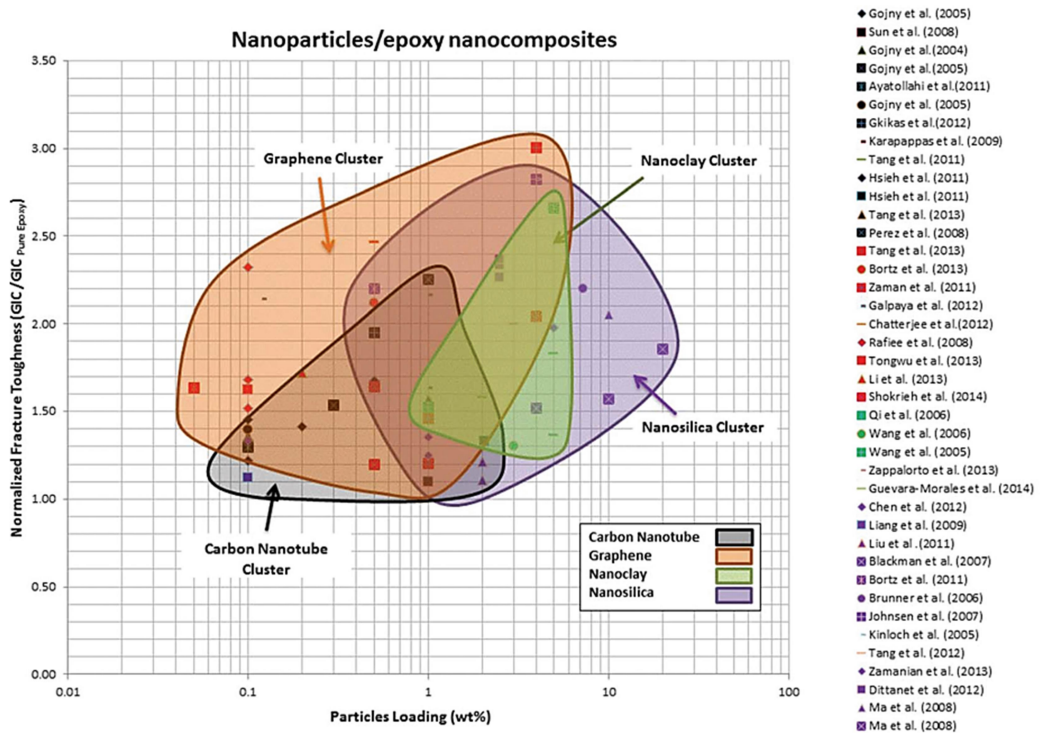 Nanoparticles/epoxy nanocomposites
Normalized Fracture Toughness (GIC /GIC Pure Epoxy)
3.50
3.00
2.50
2.00
1.50
1.00
0.50
0.00
0.01
0.1
1
10
100
Particles Loading (wt%)
Graphene Cluster
Nanoclay Cluster
Nanosilica Cluster
Carbon Nanotube
Cluster
Carbon Nanotube
Graphene
Nanoclay
Nanosilica
Gojny et al. (2005)
Sun et al. (2008)
Gojny et al.(2004)
Gojny et al.(2005)
Ayatollahi et al.(2011)
Gojny et al. (2005)
Gkikas et al.(2012)
Karapappas et al. (2009)
Tang et al. (2011)
Hsieh et al. (2011)
Hsieh et al. (2011)
Tang et al. (2013)
Perez et al. (2008)
Tang et al. (2013)
Bortz et al. (2013)
Zaman et al. (2011)
Galpaya et al. (2012)
Chatterjee et al.(2012)
Rafiee et al. (2008)
Tongwu et al. (2013)
Li et al. (2013)
Shokrieh et al. (2014)
Qi et al. (2006)
Wang et al. (2006)
Wang et al. (2005)
Zappalorto et al. (2013)
Guevara-Morales et al. (2014)
Chen et al. (2012)
Liang et al. (2009)
Liu et al .(2011)
Blackman et al. (2007)
Bortz et al. (2011)
Brunner et al. (2006)
Johnsen et al. (2007)
Kinloch et al. (2005)
Tang et al. (2012)
Zamanian et al. (2013)
Dittanet et al. (2012)
Ma et al. (2008)
Ma et al. (2008)